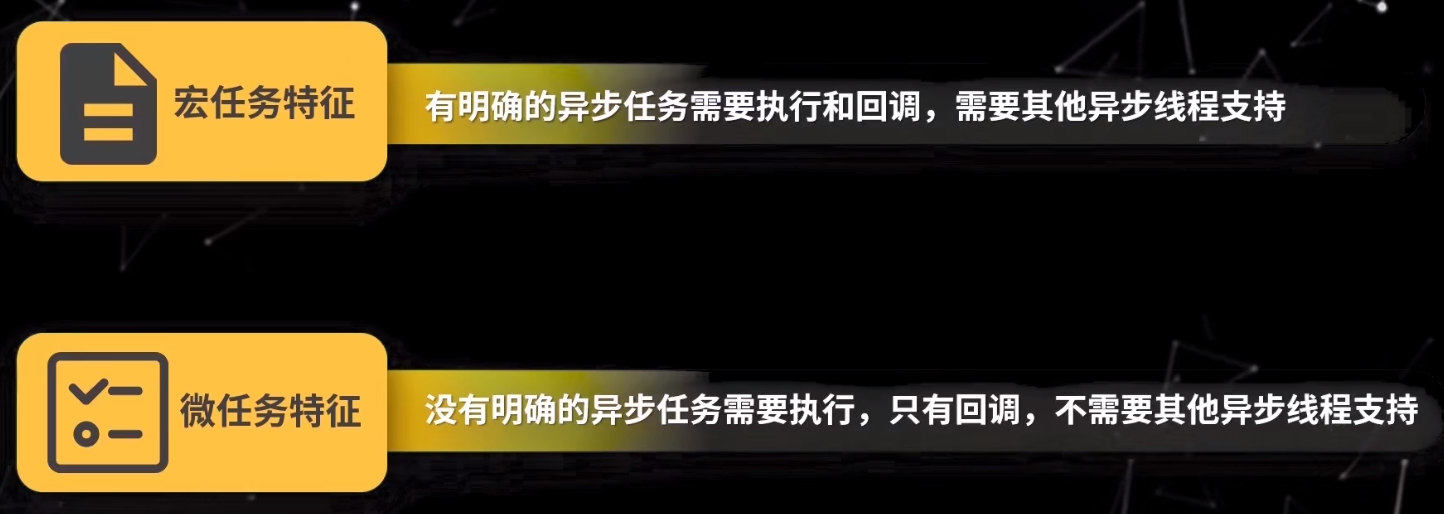 宏任务特征
有明确的异步任务需要执行和回调，需要其他异步线程支持
微任务特征
没有明确的异步任务需要执行，只有回调，不需要其他异步线程支持